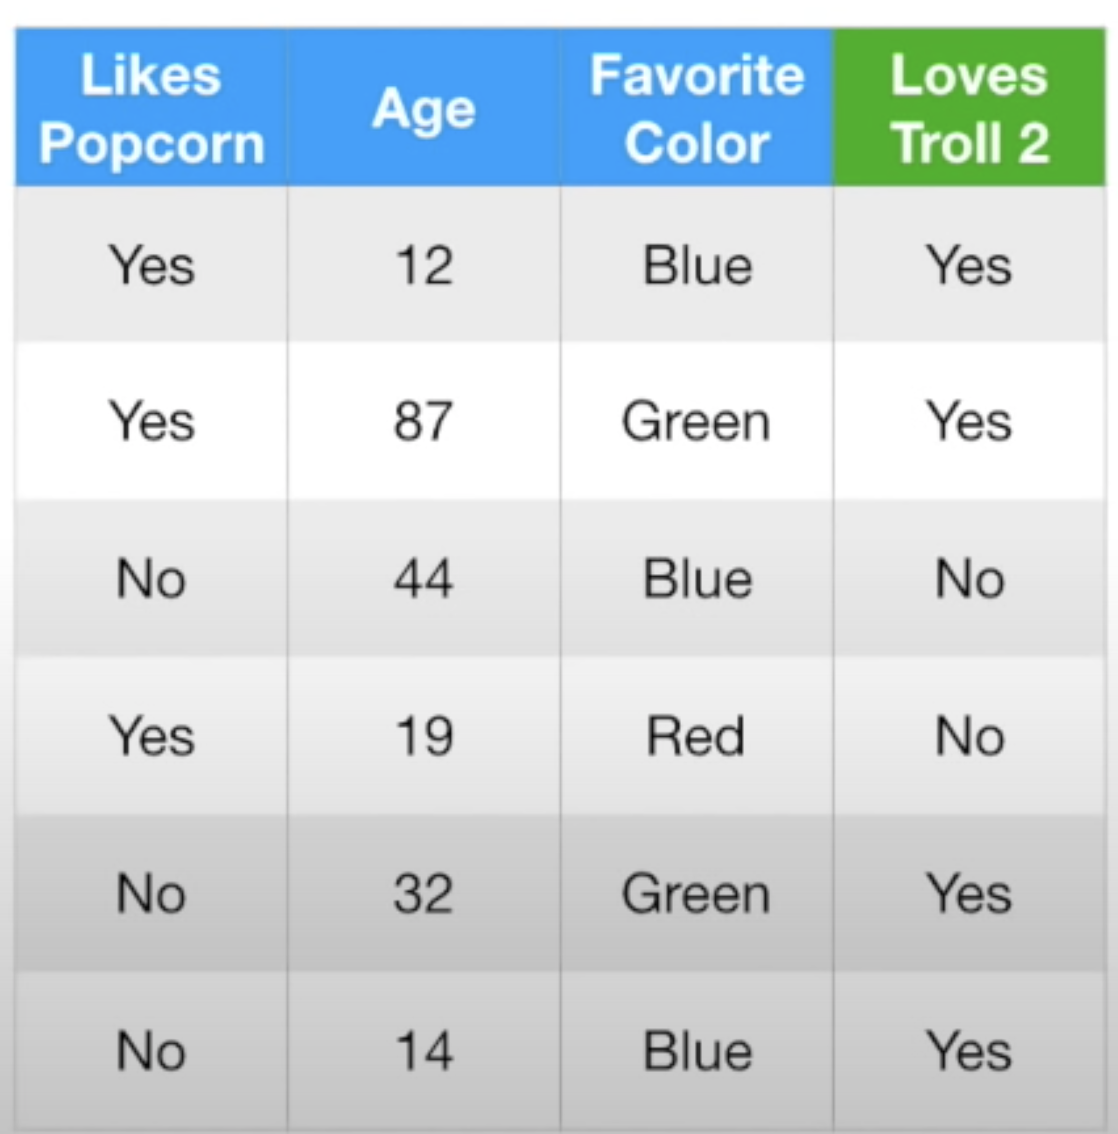 Likes Popcorn Age Favorite Color Loves Troll 2
Yes 12 Blue Yes
Yes 87 Green Yes
No 44 Blue No
Yes 19 Red No
No 32 Green Yes
No 14 Blue Yes